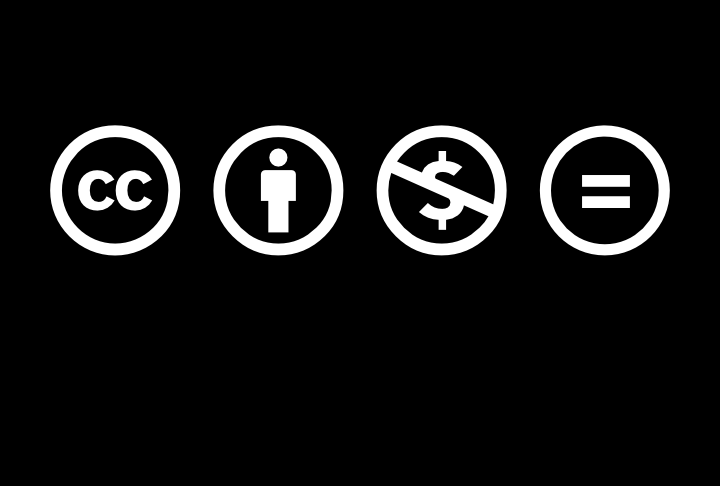 cc
$
=